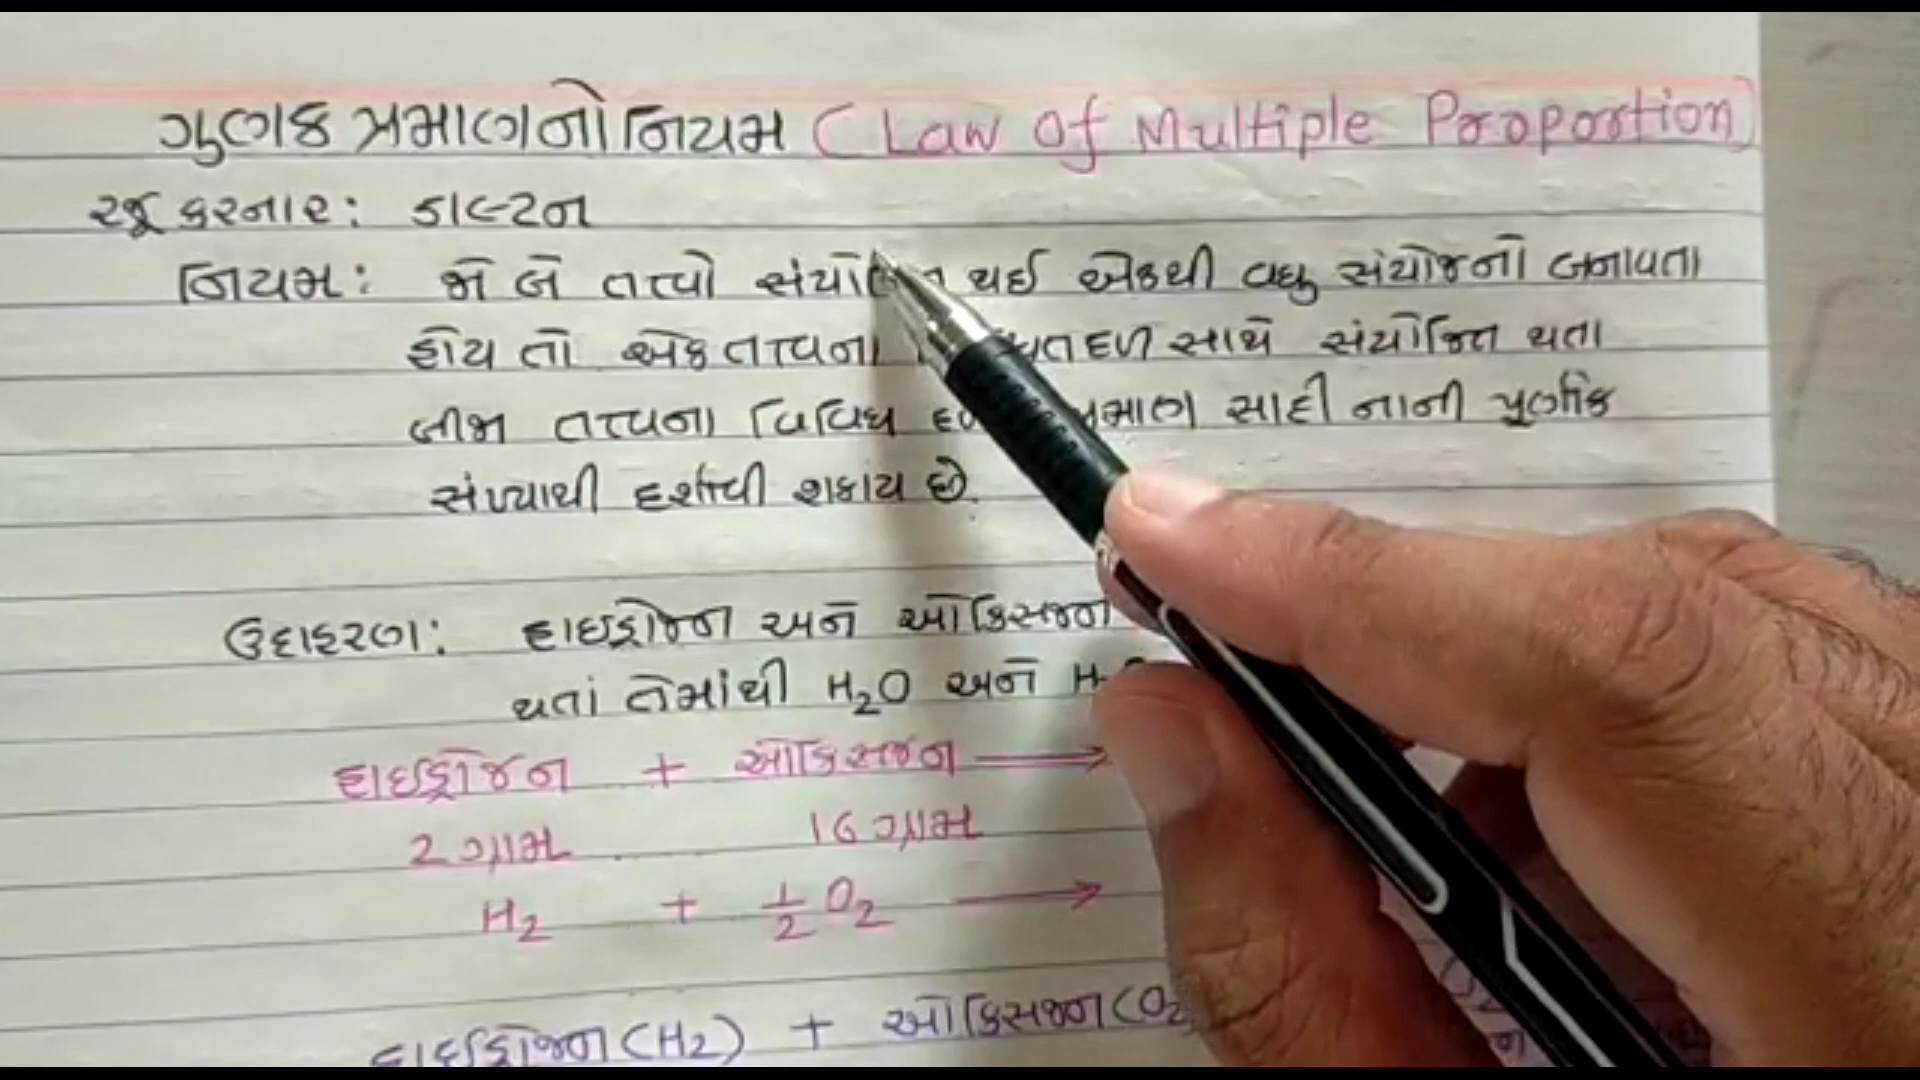 ગુણક પ્રમાણનો નિયમ (Law of Multiple Proportion)
રજૂ કરનાર: ડાલ્ટન
નિયમ: જો બે તત્ત્વો થઈ એકથી વધુ સંયોજનો બનાવતા
હોય તો એક તત્ત્વના સાથે સંયોજિત થતા
બીજા તત્ત્વના વિવિધ સાદી નાની પૂર્ણાંક
સંખ્યાથી દર્શાવી શકાય છે.
ઉદાહરણ: હાઇડ્રોજન અને ઓક્સિજન
થતાં તેમાંથી H₂O અને
હાઇડ્રોજન + ઓક્સિજન ⟶
2 ગ્રામ 16 ગ્રામ
H₂ + 1/2 O₂ ⟶
હાઇડ્રોજન (H₂) + ઓક્સિજન (O₂